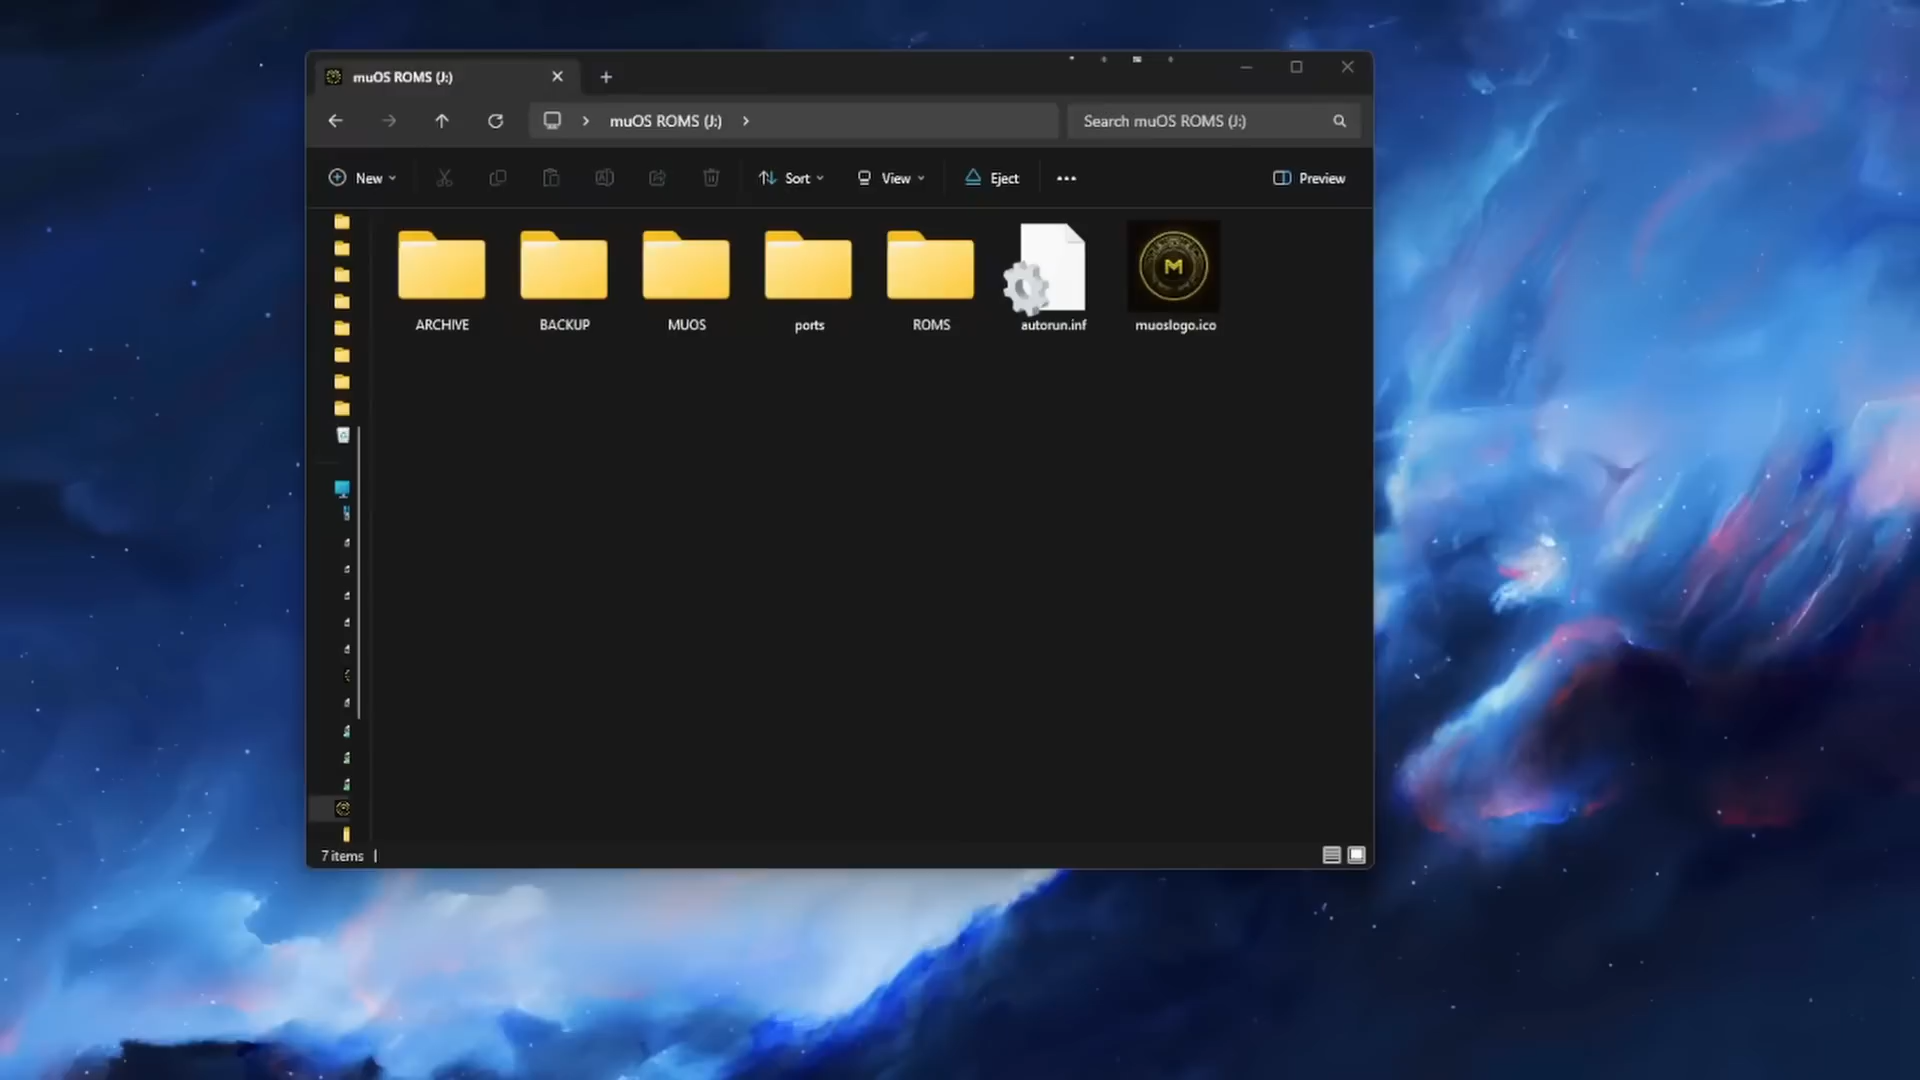 muOS ROMS (J:)
muOS ROMS (J:)
Search muOS ROMS (J:)
New
Sort
View
Eject
Preview
ARCHIVE
BACKUP
MUOS
ports
ROMS
autorun.inf
M
muoslogo.ico
7 items